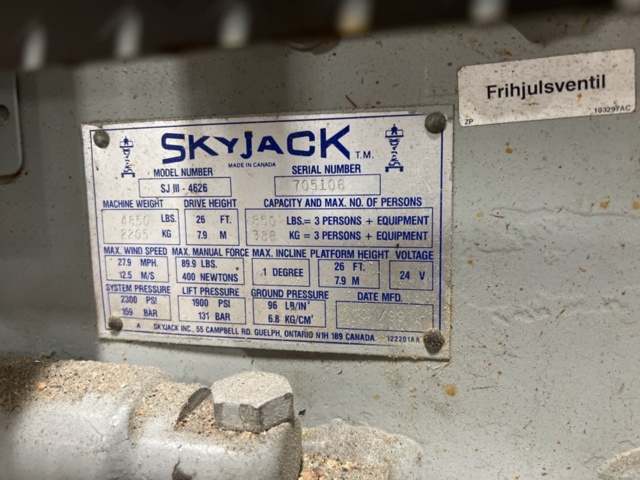 Frihjulsventil
ZP 103297AC
SKYJACK T.M.
MADE IN CANADA
MODEL NUMBER SERIAL NUMBER
SJ III - 4626 705106
MACHINE WEIGHT DRIVE HEIGHT CAPACITY AND MAX. NO. OF PERSONS
4850 LBS. 26 FT. 850 LBS.= 3 PERSONS + EQUIPMENT
2205 KG 7.9 M 388 KG = 3 PERSONS + EQUIPMENT
MAX. WIND SPEED MAX. MANUAL FORCE MAX. INCLINE PLATFORM HEIGHT VOLTAGE
27.9 MPH. 89.9 LBS. 1 DEGREE 26 FT. 24 V
12.5 M/S 400 NEWTONS 7.9 M
SYSTEM PRESSURE LIFT PRESSURE GROUND PRESSURE DATE MFD.
2300 PSI 1900 PSI 96 LB/IN²
159 BAR 131 BAR 6.8 KG/CM²
A SKYJACK INC., 55 CAMPBELL RD. GUELPH, ONTARIO N1H 1B9 CANADA 122201AA